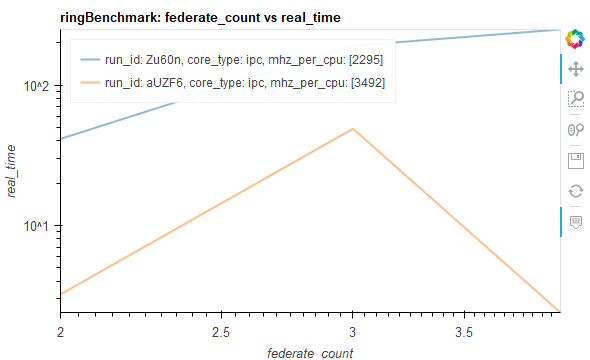 ringBenchmark: federate_count vs real_time
run_id: Zu60n, core_type: ipc, mhz_per_cpu: [2295]
run_id: aUZF6, core_type: ipc, mhz_per_cpu: [3492]
10^2
10^1
real_time
2
2.5
3
3.5
federate_count